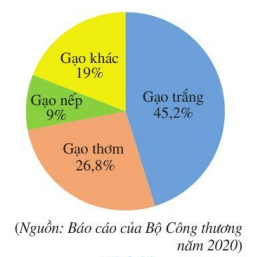 Gạo khác
19%
Gạo trắng
45,2%
Gạo nếp
9%
Gạo thơm
26,8%
(Nguồn: Báo cáo của Bộ Công thương
năm 2020)